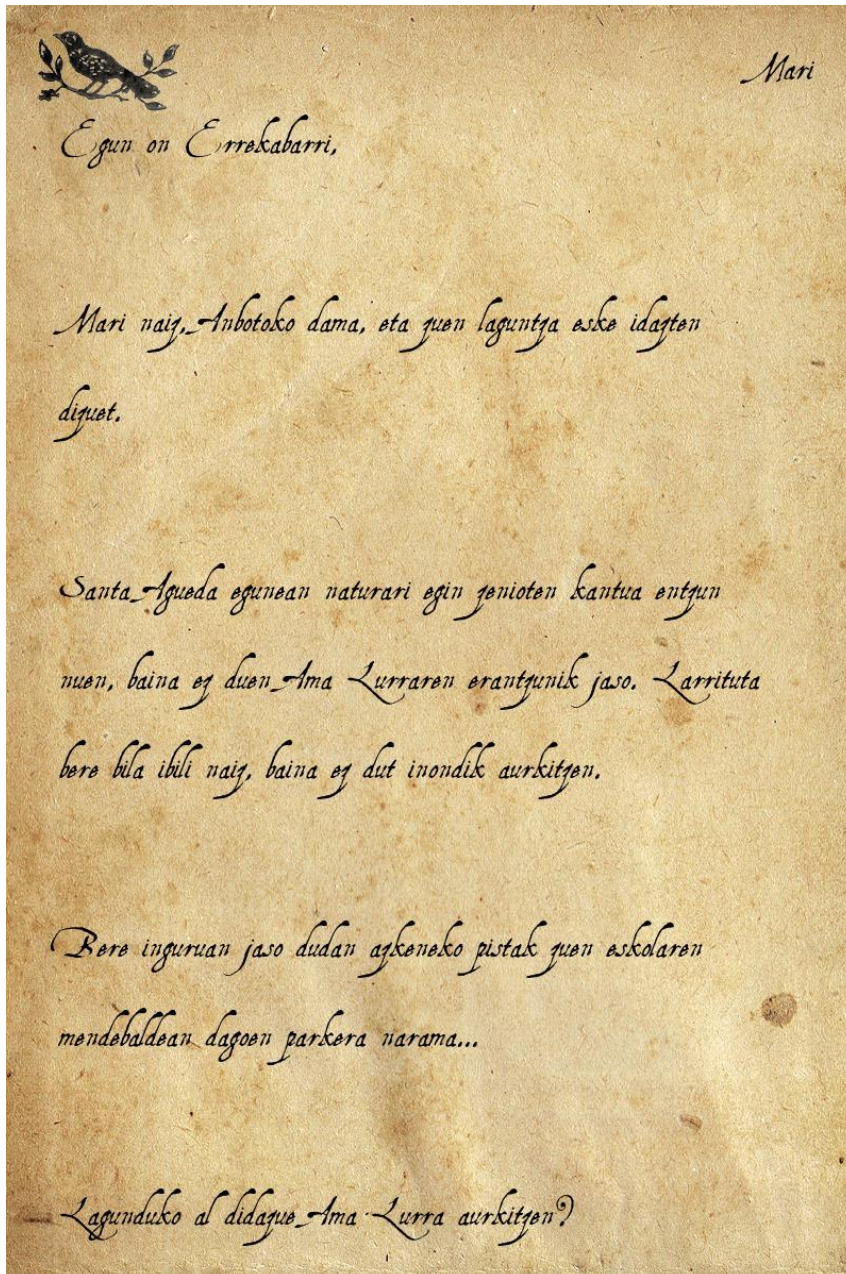 Mari
Egun on Errekabarri,
Mari naiz, Anbotoko dama, eta zuen laguntza eske idazten
dizuet.
Santa Agueda egunean naturari egin zenioten kantua entzun
nuen, baina ez duen Ama Lurraren erantzunik jaso. Larrituta
bere bila ibili naiz, baina ez dut inondik aurkitzen.
Bere inguruan jaso dudan azkeneko pistak zuen eskolaren
mendebaldean dagoen parkera narama...
Lagunduko al didazue Ama Lurra aurkitzen?